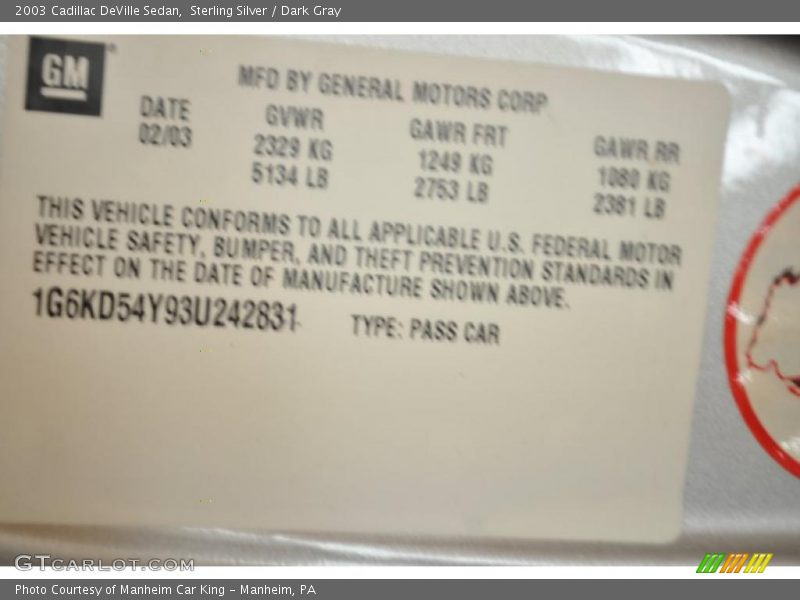 2003 Cadillac DeVille Sedan,  Sterling Silver / Dark Gray
GM
MFD BY GENERAL MOTORS CORP
DATE GVWR GAWR FRT GAWR RR
02/03 2329 KG 1249 KG 1080 KG
5134 LB 2753 LB 2381 LB
THIS VEHICLE CONFORMS TO ALL APPLICABLE U.S. FEDERAL MOTOR
VEHICLE SAFETY, BUMPER, AND THEFT PREVENTION STANDARDS IN
EFFECT ON THE DATE OF MANUFACTURE SHOWN ABOVE.
1G6KD54Y93U242831 TYPE: PASS CAR
GTCARLOT.COM
Photo Courtesy of Manheim Car King - Manheim, PA